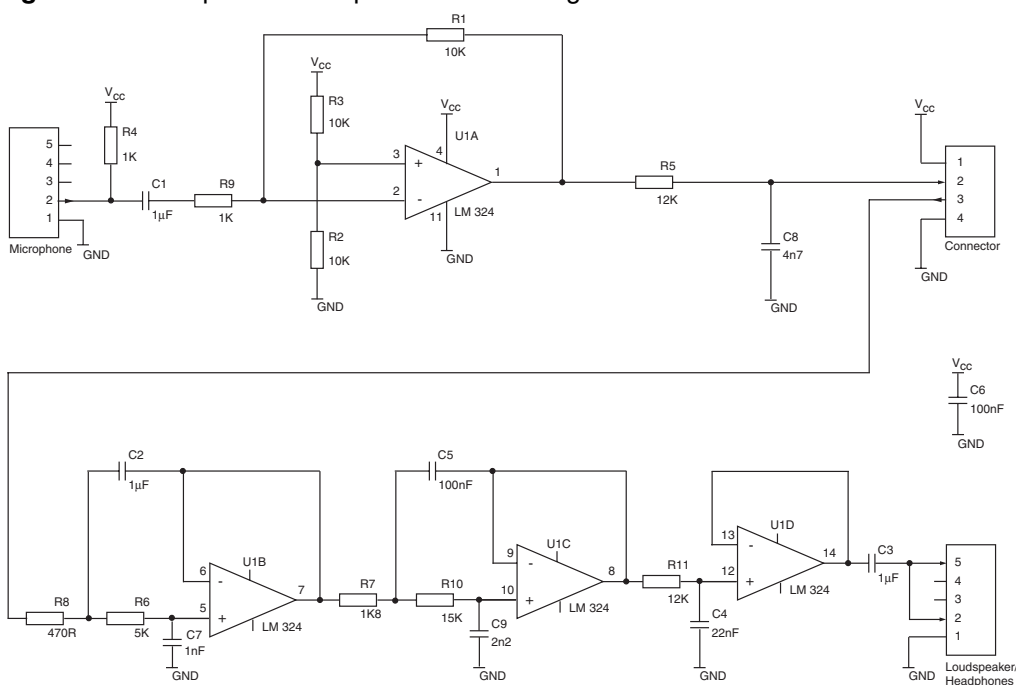 R1
10K
VCC
R3
10K
VCC
4
U1A
3
+
2
-
1
11
LM 324
GND
R2
10K
GND
VCC
R4
1K
5
4
3
2
1
Microphone
GND
C1
1µF
R9
1K
R5
12K
C8
4n7
GND
VCC
1
2
3
4
Connector
GND
VCC
C6
100nF
GND
C2
1µF
R8
470R
R6
5K
C7
1nF
GND
U1B
6
-
5
+
7
LM 324
R7
1K8
C5
100nF
R10
15K
C9
2n2
GND
U1C
9
-
10
+
8
LM 324
R11
12K
C4
22nF
GND
U1D
13
-
12
+
14
LM 324
C3
1µF
5
4
3
2
1
GND
Loudspeaker/
Headphones